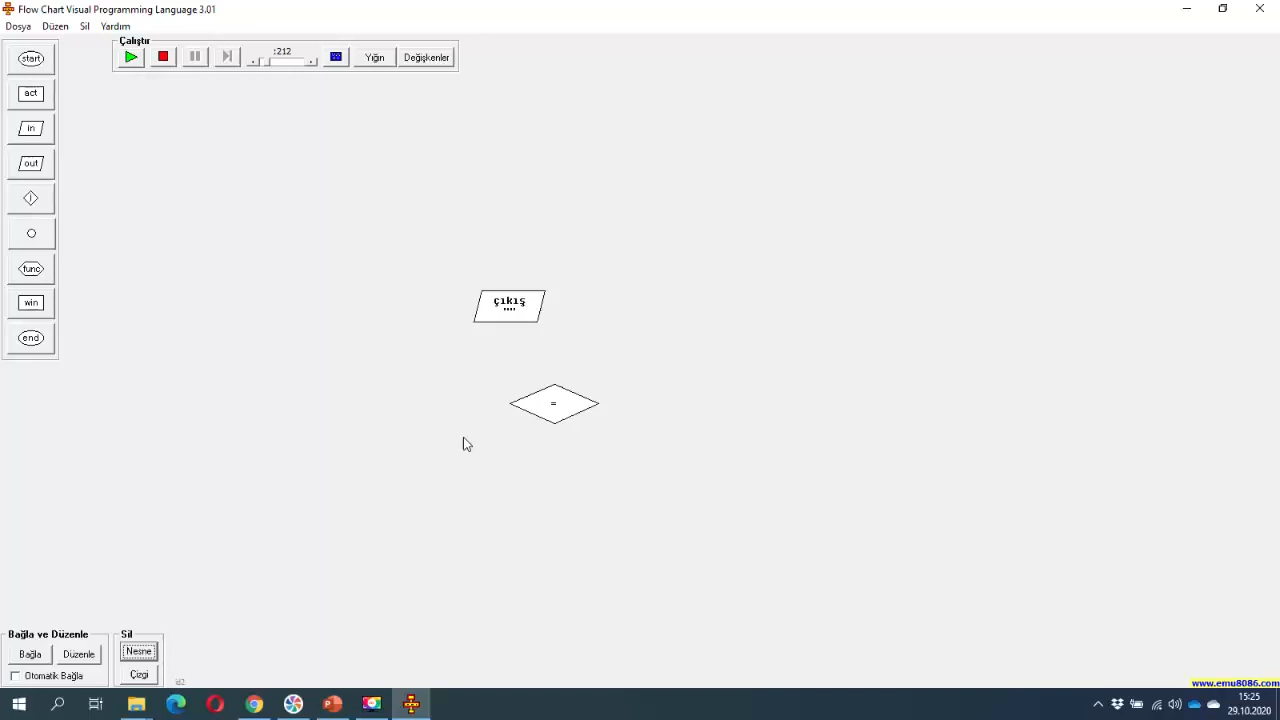 Flow Chart Visual Programming Language 3.01
Dosya Düzen Sil Yardım
Çalıştır
:212
Yığın Değişkenler
start
act
in
out
func
win
end
çıkış
""
=
Bağla ve Düzenle
Bağla Düzenle
Otomatik Bağla
Sil
Nesne
Çizgi
id2
www.emu8086.com
15:25
29.10.2020